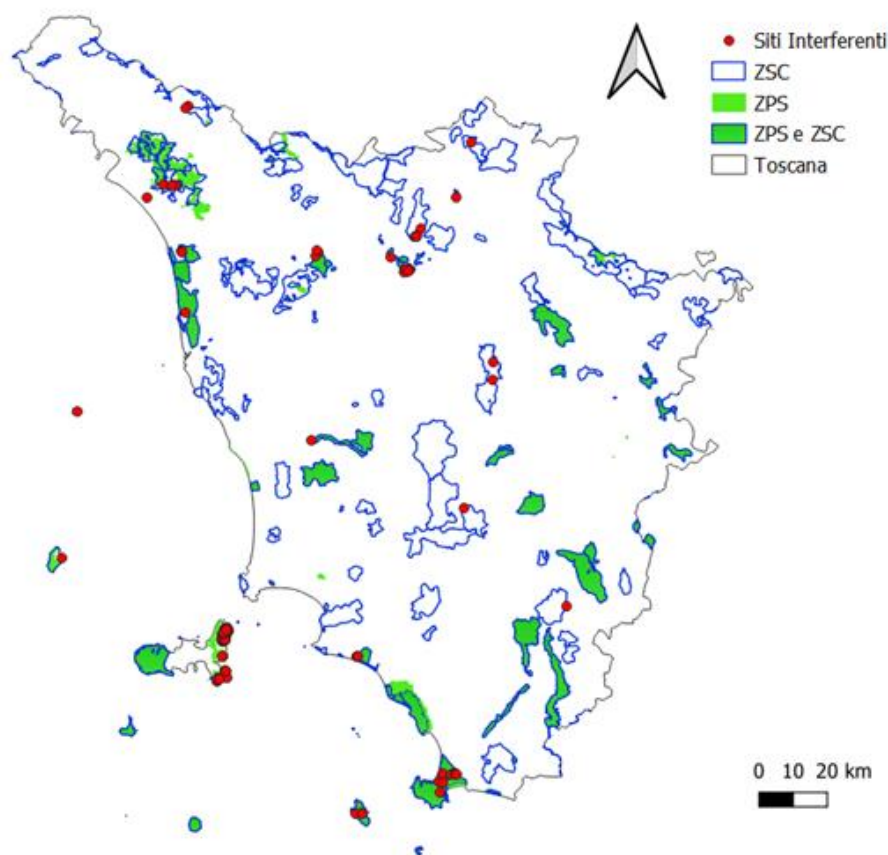 Siti Interferenti
ZSC
ZPS
ZPS e ZSC
Toscana
0 10 20 km